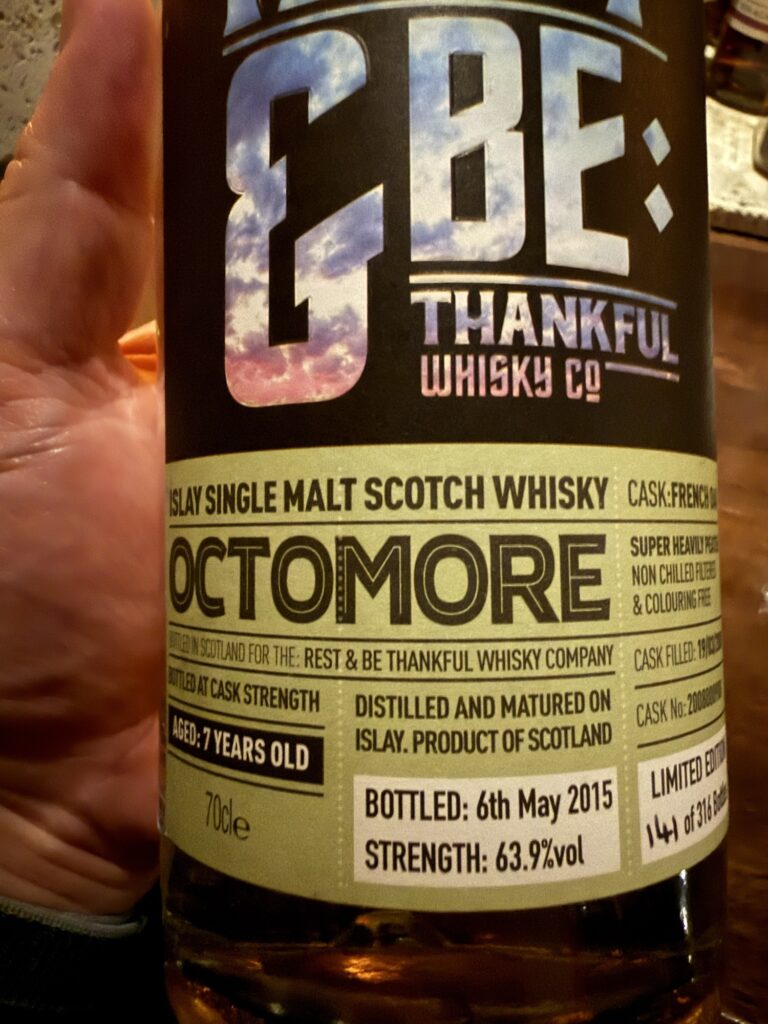 & BE:
THANKFUL
WHISKY CO
ISLAY SINGLE MALT SCOTCH WHISKY
OCTOMORE
BOTTLED IN SCOTLAND FOR THE: REST & BE THANKFUL WHISKY COMPANY
BOTTLED AT CASK STRENGTH
AGED: 7 YEARS OLD
70cl e
DISTILLED AND MATURED ON
ISLAY. PRODUCT OF SCOTLAND
BOTTLED: 6th May 2015
STRENGTH: 63.9%vol
CASK: FRENCH
SUPER HEAVILY
NON CHILLED FILTERED
& COLOURING FREE
CASK FILLED:
CASK No:
LIMITED EDITION
141 of 316